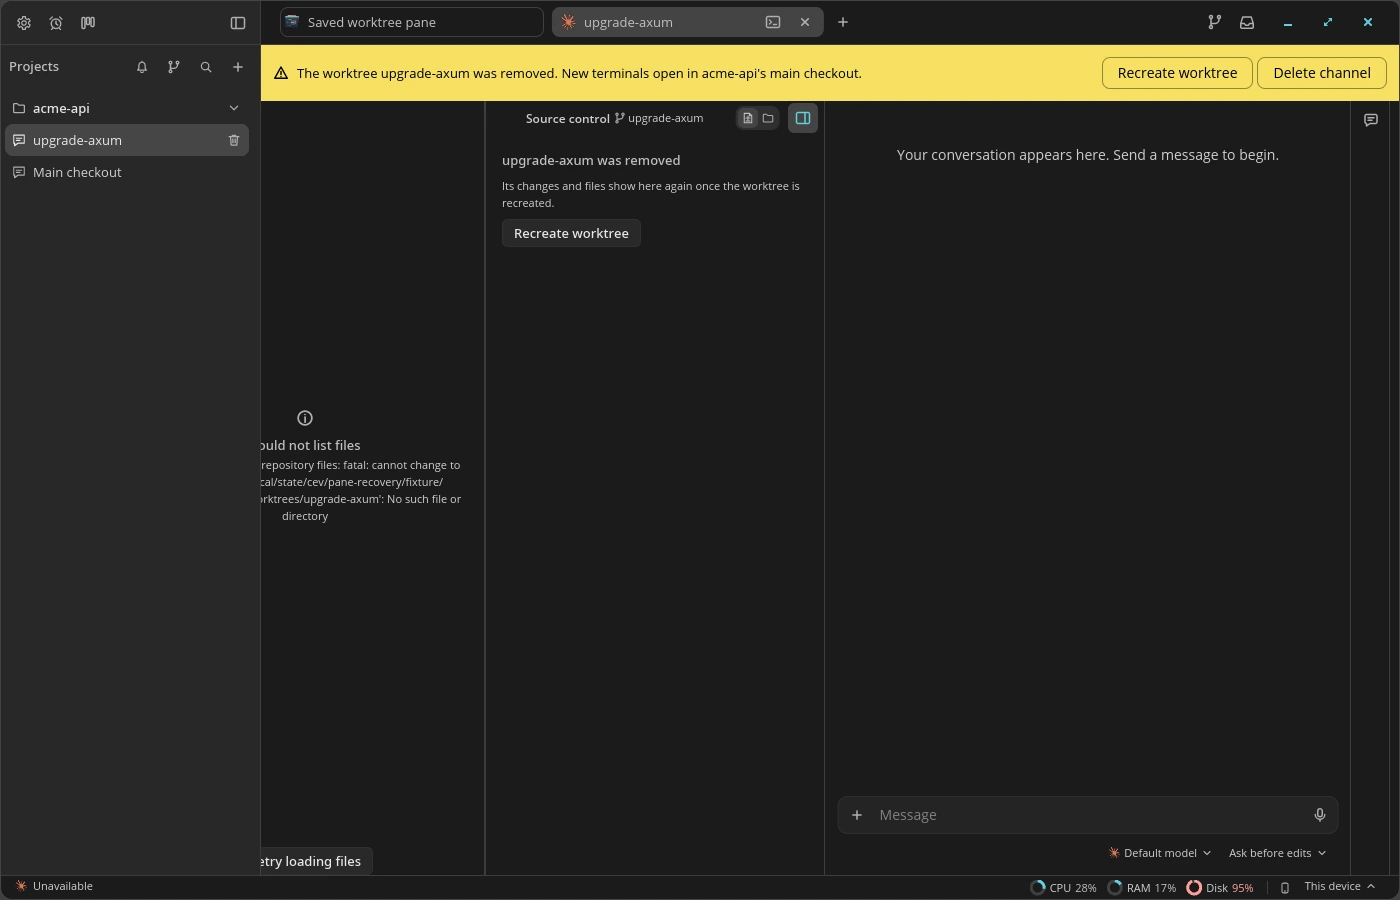 Saved worktree pane
upgrade-axum
Projects
The worktree upgrade-axum was removed. New terminals open in acme-api's main checkout.
Recreate worktree
Delete channel
acme-api
upgrade-axum
Main checkout
Source control upgrade-axum
upgrade-axum was removed
Its changes and files show here again once the worktree is
recreated.
Recreate worktree
Your conversation appears here. Send a message to begin.
ould not list files
repository files: fatal: cannot change to
cal/state/cev/pane-recovery/fixture/
orktrees/upgrade-axum': No such file or
directory
etry loading files
Message
Default model
Ask before edits
Unavailable
CPU 28%
RAM 17%
Disk 95%
This device